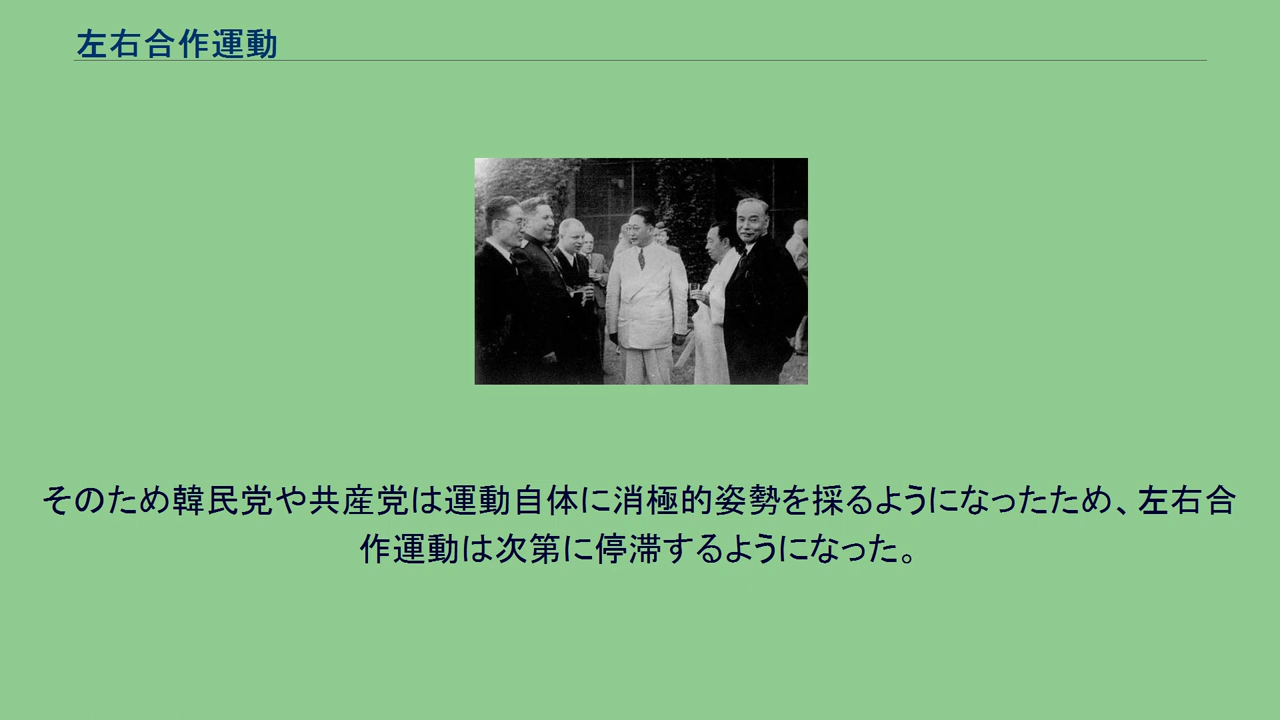 左右合作運動
そのため韓民党や共産党は運動自体に消極的姿勢を採るようになったため、左右合
作運動は次第に停滞するようになった。